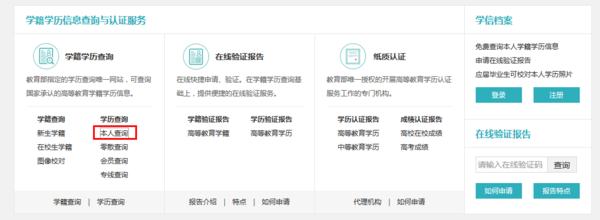 学籍学历信息查询与认证服务
学籍学历查询
教育部指定的学历查询唯一网站，可查询
国家承认的高等教育学籍学历信息。
学籍查询 学历查询
新生学籍 本人查询
在校生学籍 零散查询
图像校对 会员查询
专线查询
学籍查询 | 学历查询
在线验证报告
在线快捷申请、验证。在学籍学历查询基
础上，提供便捷的在线验证服务。
学籍验证报告 学历验证报告
高等教育学籍 高等教育学历
报告介绍 | 特点 | 如何申请
纸质认证
教育部唯一授权的开展高等教育学历认证
服务工作的专门机构。
学历认证报告 成绩认证报告
高等教育学历 高校在校成绩
中等教育学历 高考成绩
代理机构 | 如何申请
学信档案
免费查询本人学籍学历信息
申请在线验证报告
应届毕业生可校对本人学历照片
登录 注册
在线验证报告
请输入在线验证码 查询
如何申请 报告特点